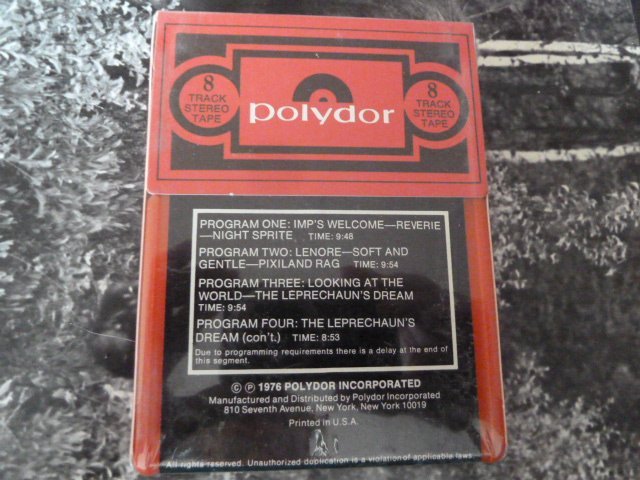 8
TRACK
STEREO
TAPE
polydor
8
TRACK
STEREO
TAPE
PROGRAM ONE: IMP'S WELCOME—REVERIE
—NIGHT SPRITE TIME: 9:48
PROGRAM TWO: LENORE—SOFT AND
GENTLE—PIXILAND RAG TIME: 9:54
PROGRAM THREE: LOOKING AT THE
WORLD—THE LEPRECHAUN'S DREAM
TIME: 9:54
PROGRAM FOUR: THE LEPRECHAUN'S
DREAM (con't.) TIME: 8:53
Due to programming requirements there is a delay at the end of
this segment.
© ℗ 1976 POLYDOR INCORPORATED
Manufactured and Distributed by Polydor Incorporated
810 Seventh Avenue, New York, New York 10019
Printed in U.S.A.
All rights reserved. Unauthorized duplication is a violation of applicable laws.